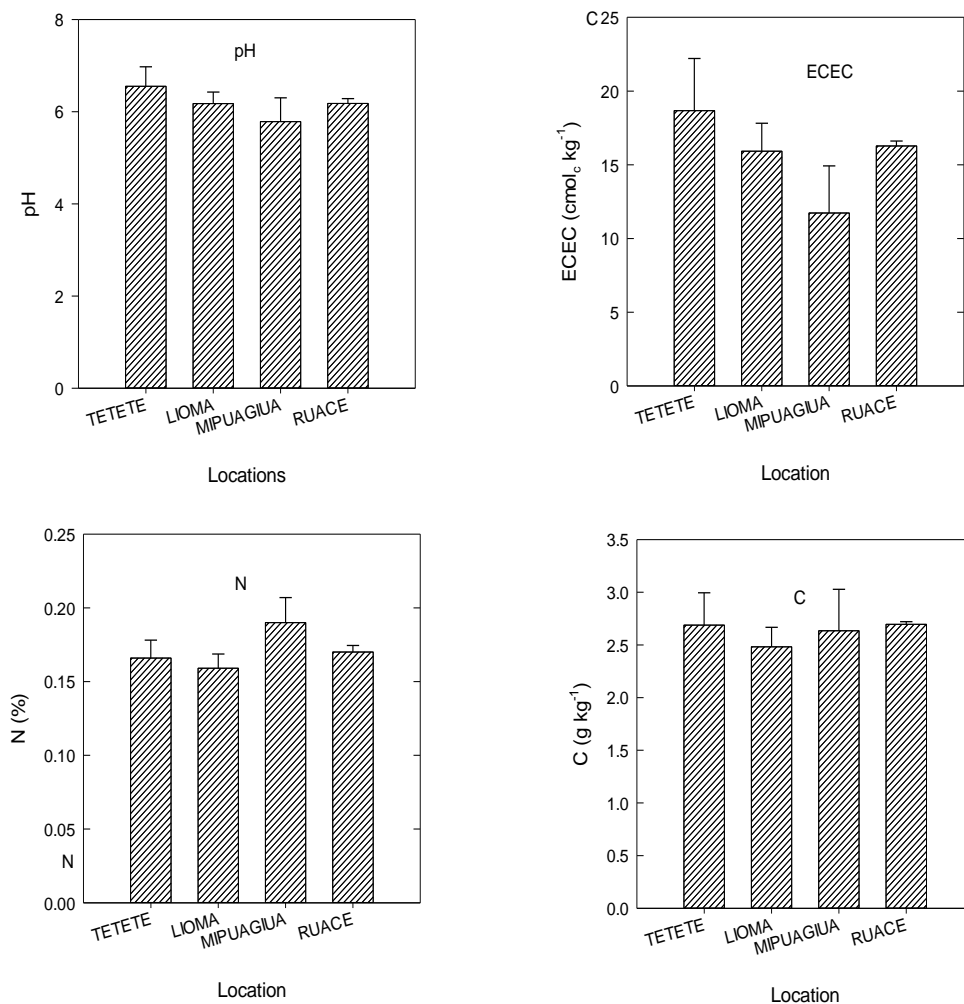 pH
8
6
4
2
0
pH
TETETE
LIOMA
MIPUAGIUA
RUACE
Locations
C
ECEC
25
20
15
10
5
0
ECEC (cmolc kg-1)
TETETE
LIOMA
MIPUAGIUA
RUACE
Location
N
0.25
0.20
0.15
0.10
0.05
0.00
N (%)
N
TETETE
LIOMA
MIPUAGIUA
RUACE
Location
C
3.5
3.0
2.5
2.0
1.5
1.0
0.5
0.0
C (g kg-1)
TETETE
LIOMA
MIPUAGIUA
RUACE
Location